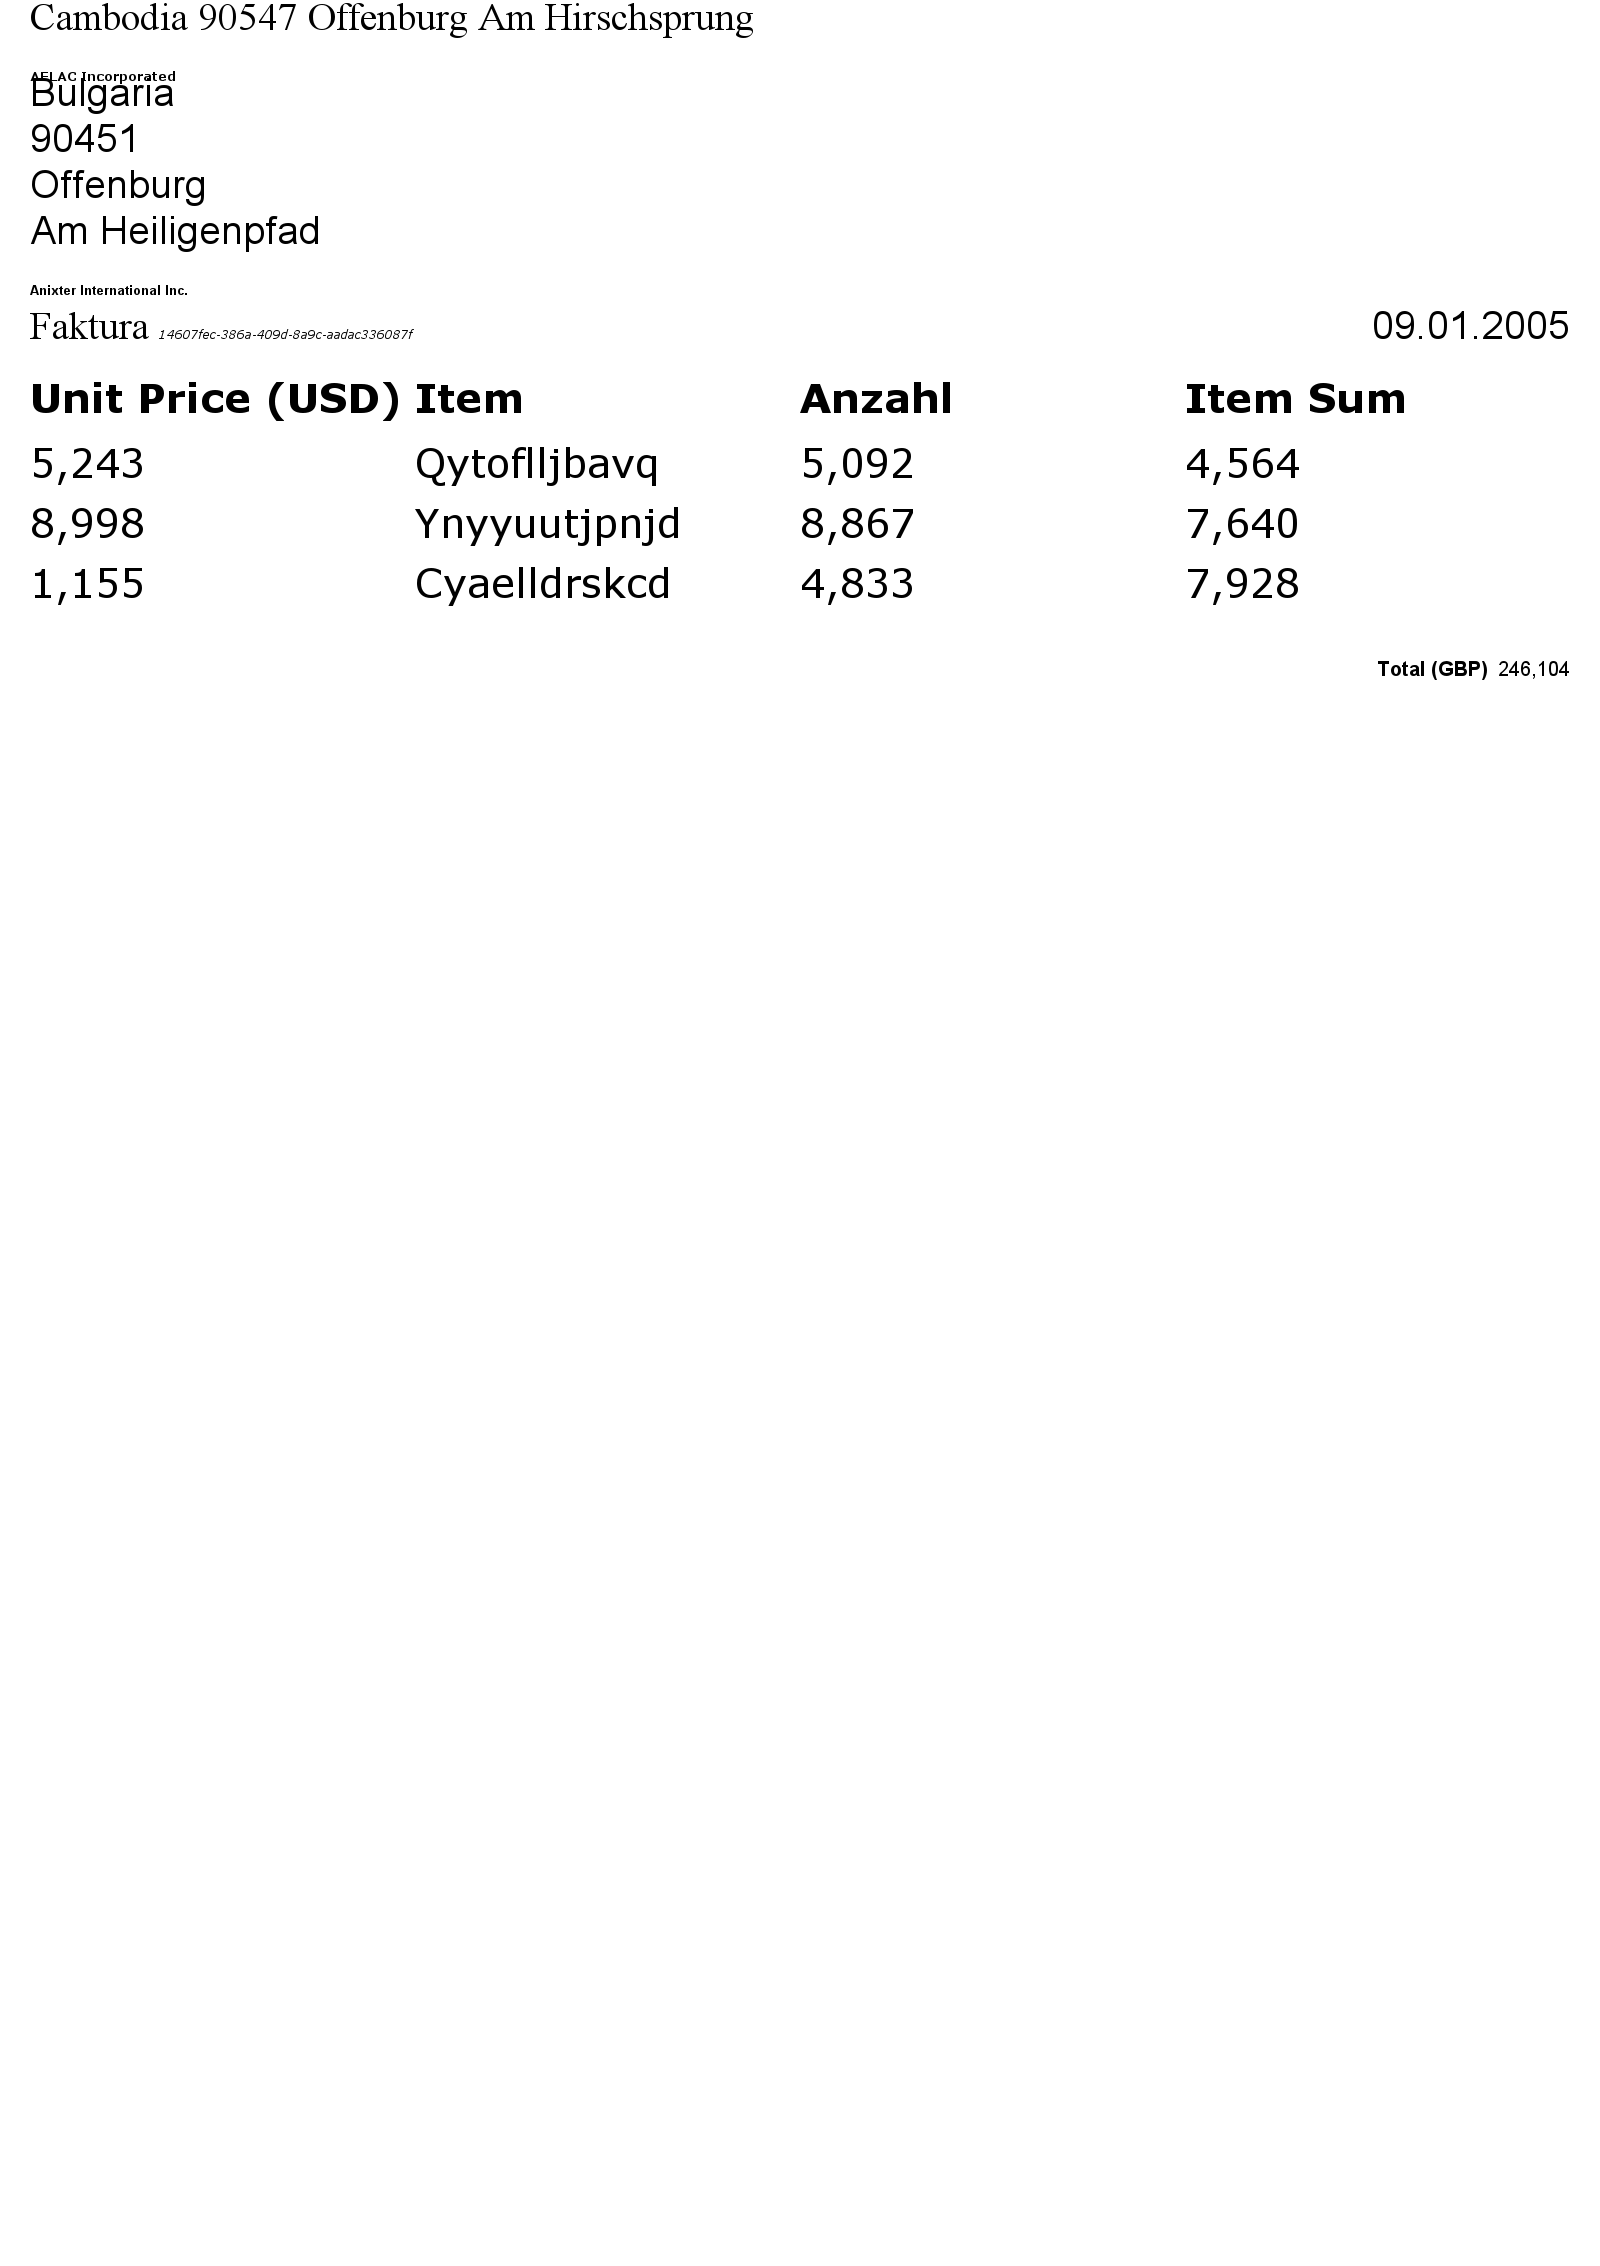 Cambodia 90547 Offenburg Am Hirschsprung
AFLAC Incorporated
Bulgaria
90451
Offenburg
Am Heiligenpfad
Anixter International Inc.
Faktura 14607fec-386a-409d-8a9c-aadac336087f 09.01.2005
Unit Price (USD) Item Anzahl Item Sum
5,243 Qytoflljbavq 5,092 4,564
8,998 Ynyyuutjpnjd 8,867 7,640
1,155 Cyaelldrskcd 4,833 7,928
Total (GBP) 246,104